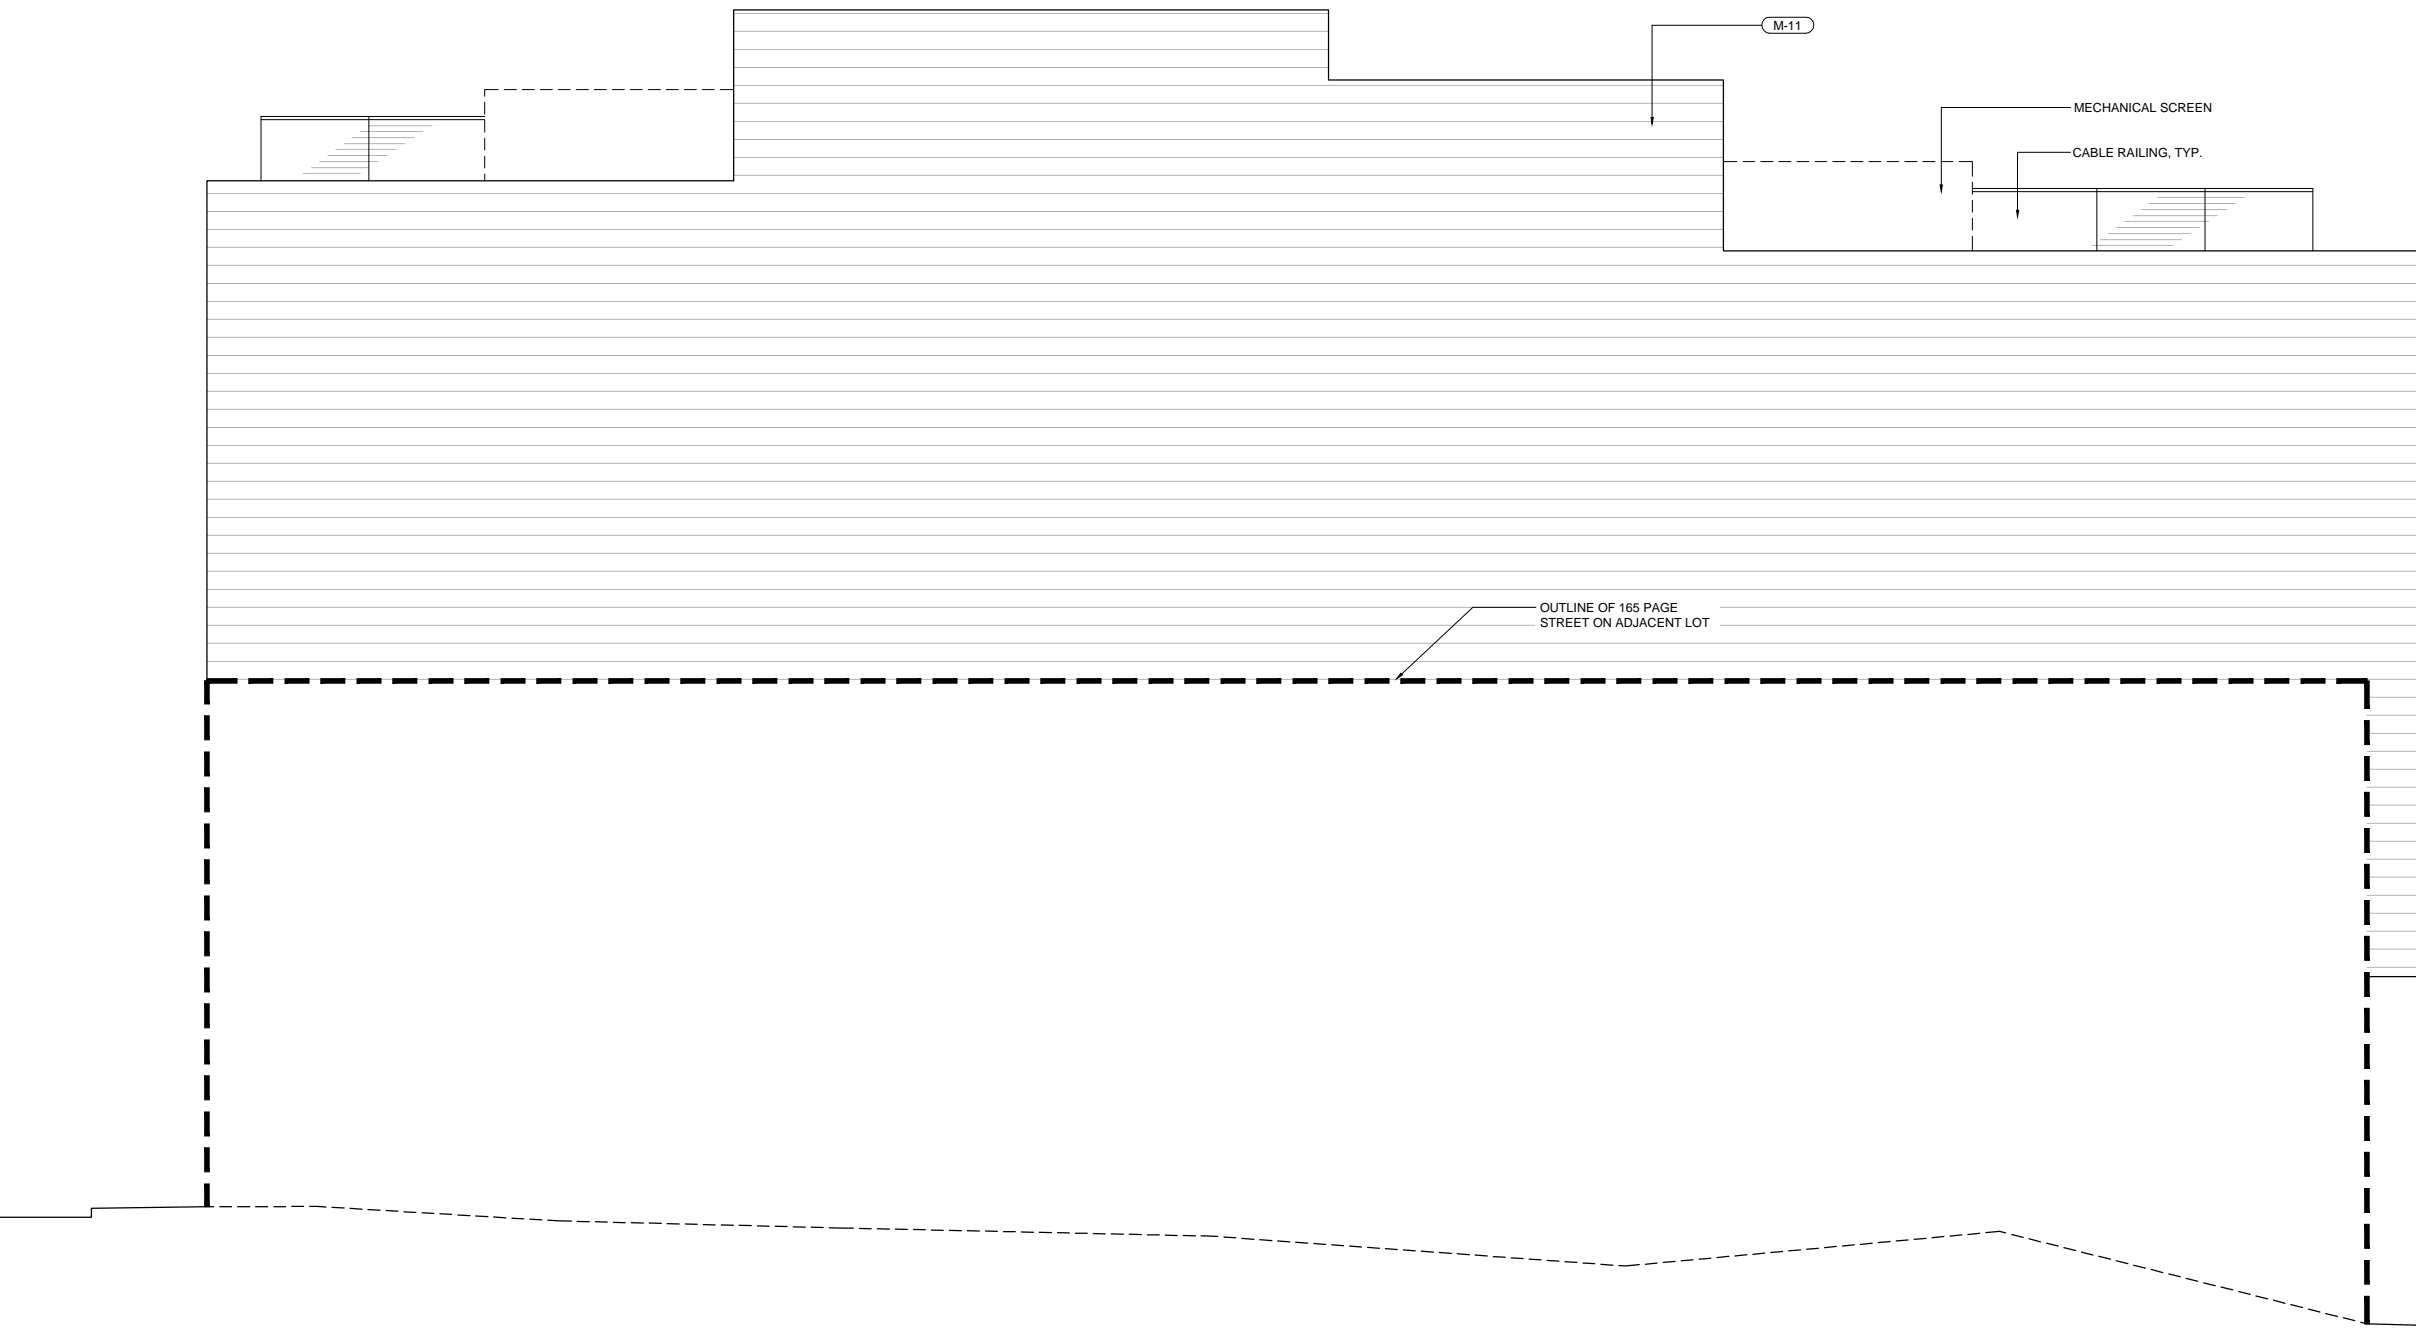 M-11
MECHANICAL SCREEN
CABLE RAILING, TYP.
OUTLINE OF 165 PAGE
STREET ON ADJACENT LOT